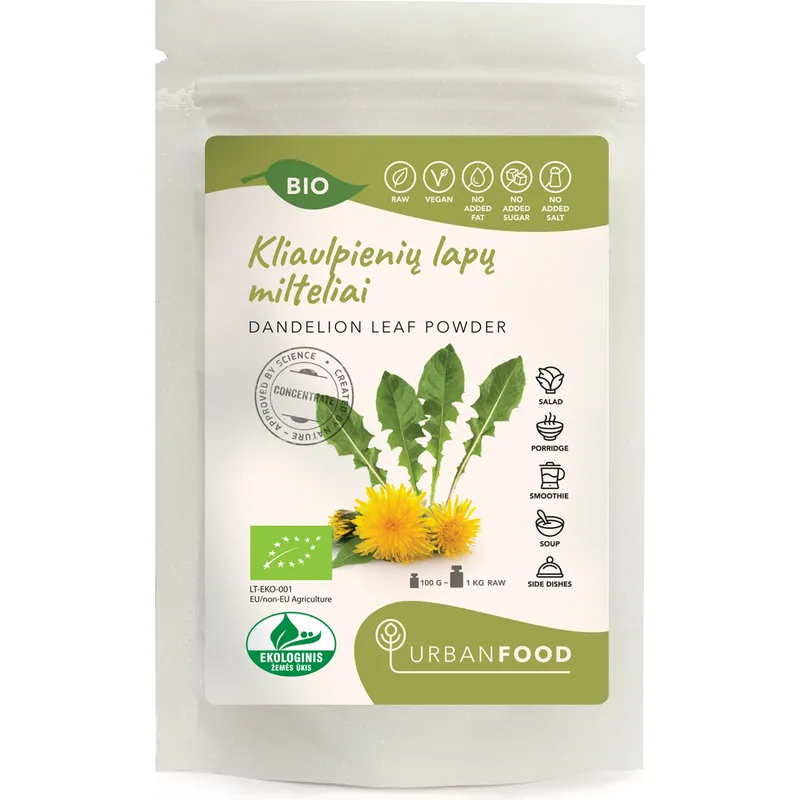 BIO
RAW
VEGAN
NO ADDED FAT
NO ADDED SUGAR
NO ADDED SALT
Kliaulpienių lapų
milteliai
DANDELION LEAF POWDER
APPROVED BY SCIENCE • CREATED BY NATURE •
CONCENTRATE
SALAD
PORRIDGE
SMOOTHIE
SOUP
SIDE DISHES
100 G ~ 1 KG RAW
LT-EKO-001
EU/non-EU Agriculture
EKOLOGINIS
ŽEMĖS ŪKIS
URBANFOOD